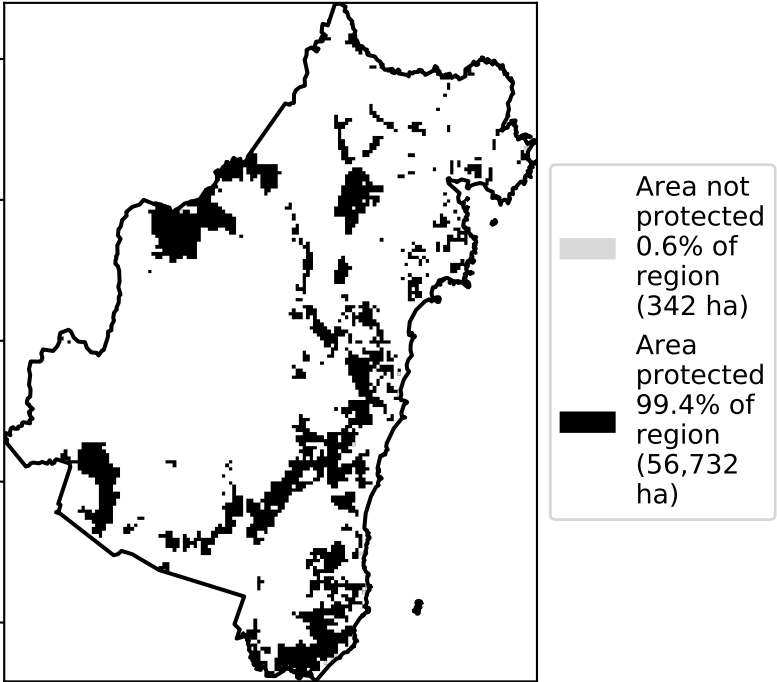 Area not
protected
0.6% of
region
(342 ha)
Area
protected
99.4% of
region
(56,732
ha)